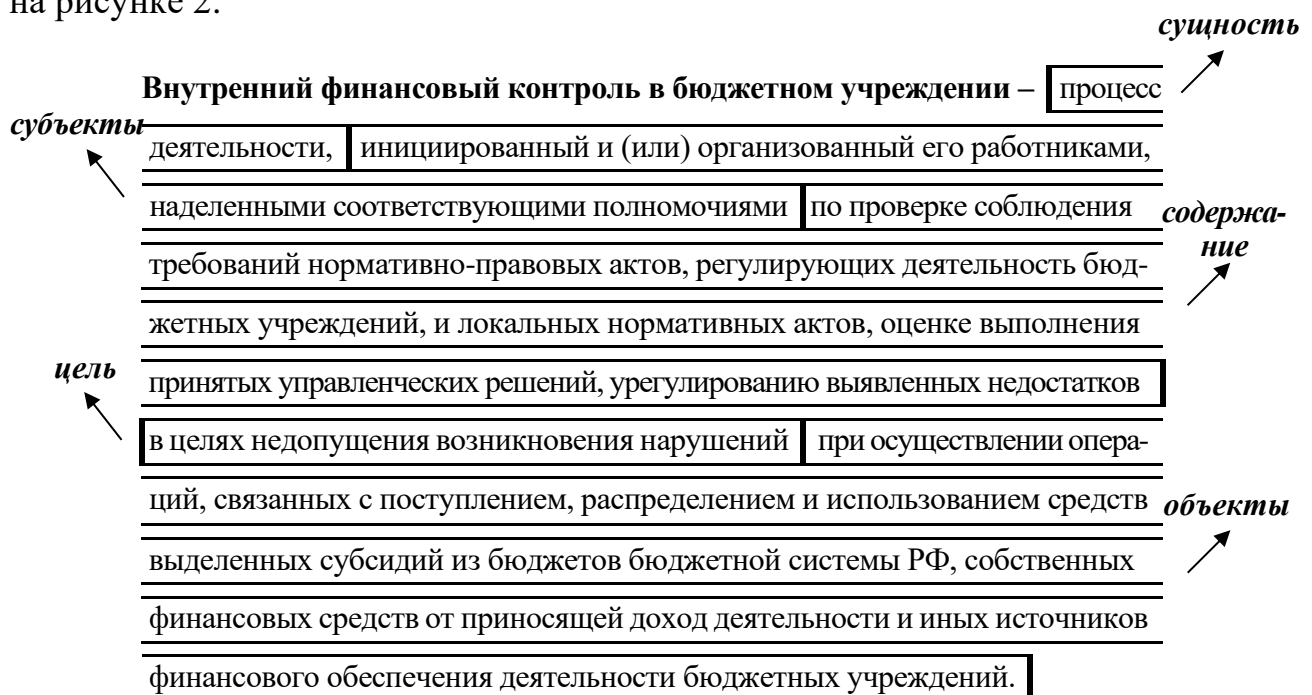 на рисунке 2.
сущность
Внутренний финансовый контроль в бюджетном учреждении – процесс
субъекты
деятельности, инициированный и (или) организованный его работниками,
наделенными соответствующими полномочиями по проверке соблюдения
содержа-
ние
требований нормативно-правовых актов, регулирующих деятельность бюд-
жетных учреждений, и локальных нормативных актов, оценке выполнения
цель
принятых управленческих решений, урегулированию выявленных недостатков
в целях недопущения возникновения нарушений при осуществлении опера-
ций, связанных с поступлением, распределением и использованием средств
объекты
выделенных субсидий из бюджетов бюджетной системы РФ, собственных
финансовых средств от приносящей доход деятельности и иных источников
финансового обеспечения деятельности бюджетных учреждений.